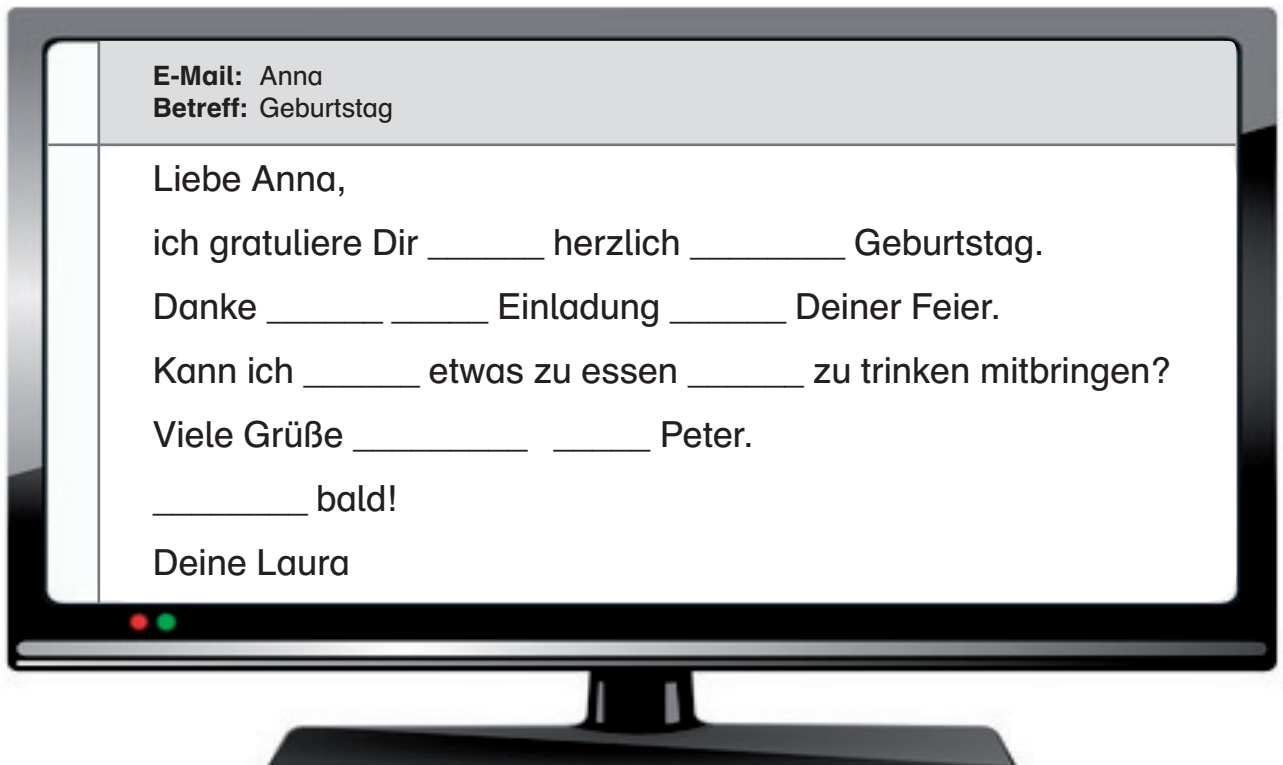 E-Mail: Anna
Betreff: Geburtstag
Liebe Anna,
ich gratuliere Dir ______ herzlich ________ Geburtstag.
Danke ______ _____ Einladung ______ Deiner Feier.
Kann ich ______ etwas zu essen ______ zu trinken mitbringen?
Viele Grüße _________ _____ Peter.
________ bald!
Deine Laura